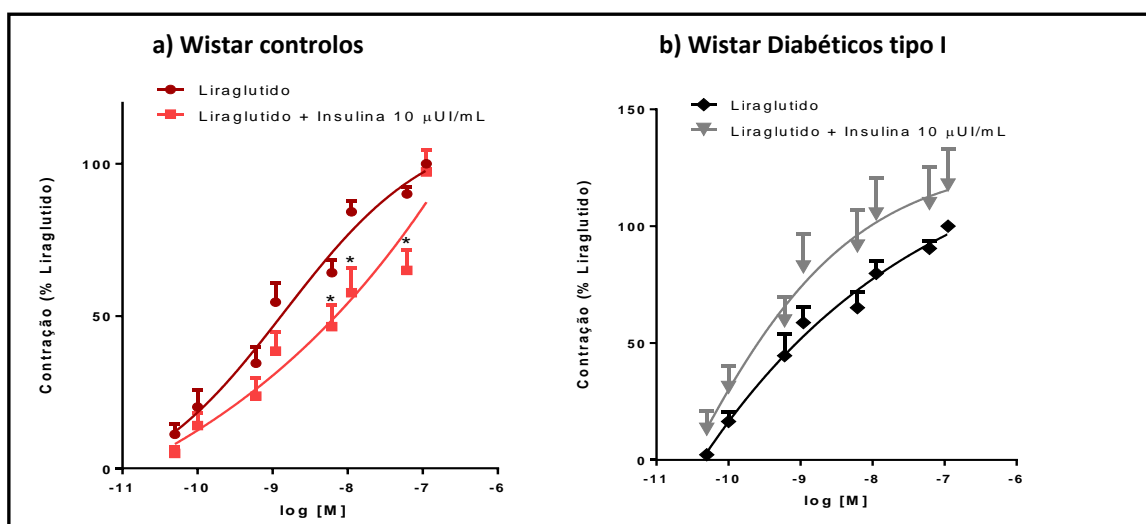 a) Wistar controlos
Liraglutido
Liraglutido + Insulina 10 µUI/mL
Contração (% Liraglutido)
100
50
0
*
*
*
-11
-10
-9
-8
-7
-6
log [M]
b) Wistar Diabéticos tipo I
Liraglutido
Liraglutido + Insulina 10 µUI/mL
Contração (% Liraglutido)
150
100
50
0
-11
-10
-9
-8
-7
-6
log [M]